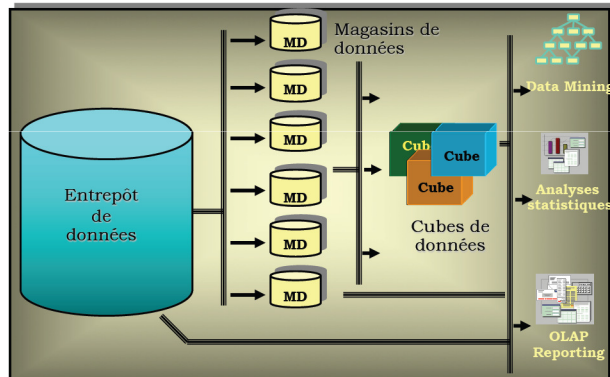 MD
Magasins de
données
MD
MD
MD
MD
MD
Entrepôt
de
données
Cube
Cube
Cube
Cubes de
données
Data Mining
Analyses
statistiques
OLAP
Reporting